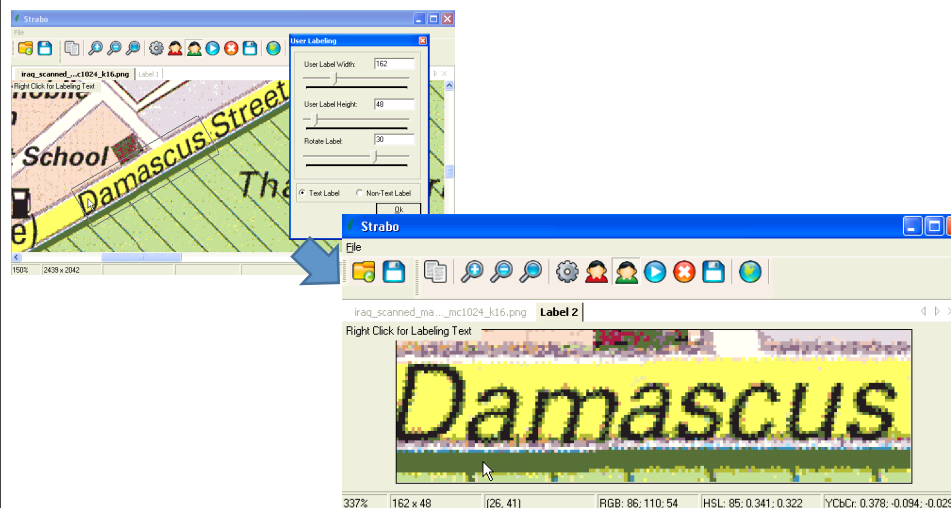 Strabo
File
User Labeling
iraq_scanned_...c1024_k16.png Label 1
Right Click for Labeling Text
User Label Width: 162
User Label Height: 48
Rotate Label: 30
Text Label Non-Text Label
Ok
School
Damascus Street
150% 2439 x 2042
Strabo
File
iraq_scanned_ma..._mc1024_k16.png Label 2
Right Click for Labeling Text
Damascus
337% 162 x 48 (26, 41) RGB: 86; 110; 54 HSL: 85; 0.341; 0.322 YCbCr: 0.378; -0.094; -0.029